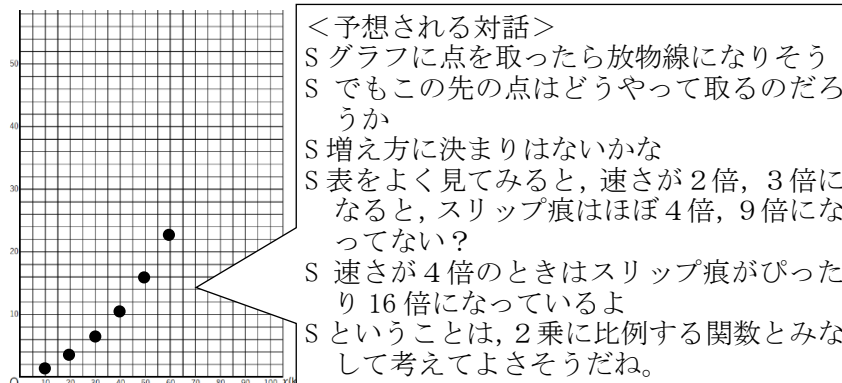 50
40
30
20
10
O
10 20 30 40 50 60 70 80 90 100 x(k
＜予想される対話＞
S グラフに点を取ったら放物線になりそう
S でもこの先の点はどうやって取るのだろ
うか
S 増え方に決まりはないかな
S 表をよく見てみると，速さが２倍，３倍に
なると，スリップ痕はほぼ４倍，９倍にな
ってない？
S 速さが４倍のときはスリップ痕がぴった
り 16 倍になっているよ
S ということは，２乗に比例する関数とみな
して考えてよさそうだね。